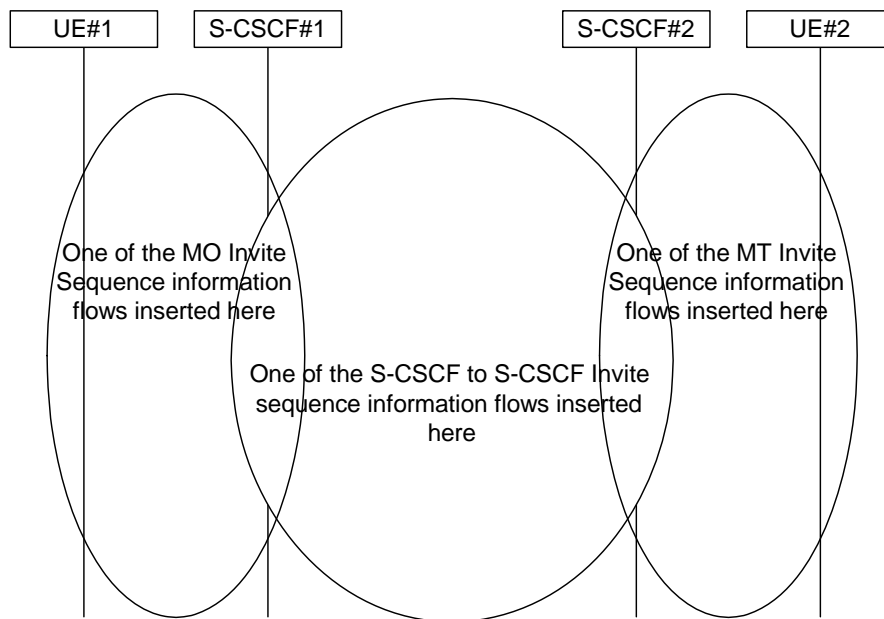 UE#1
S-CSCF#1
S-CSCF#2
UE#2
One of the MO Invite
Sequence information
flows inserted here
One of the MT Invite
Sequence information
flows inserted here
One of the S-CSCF to S-CSCF Invite
sequence information flows inserted
here